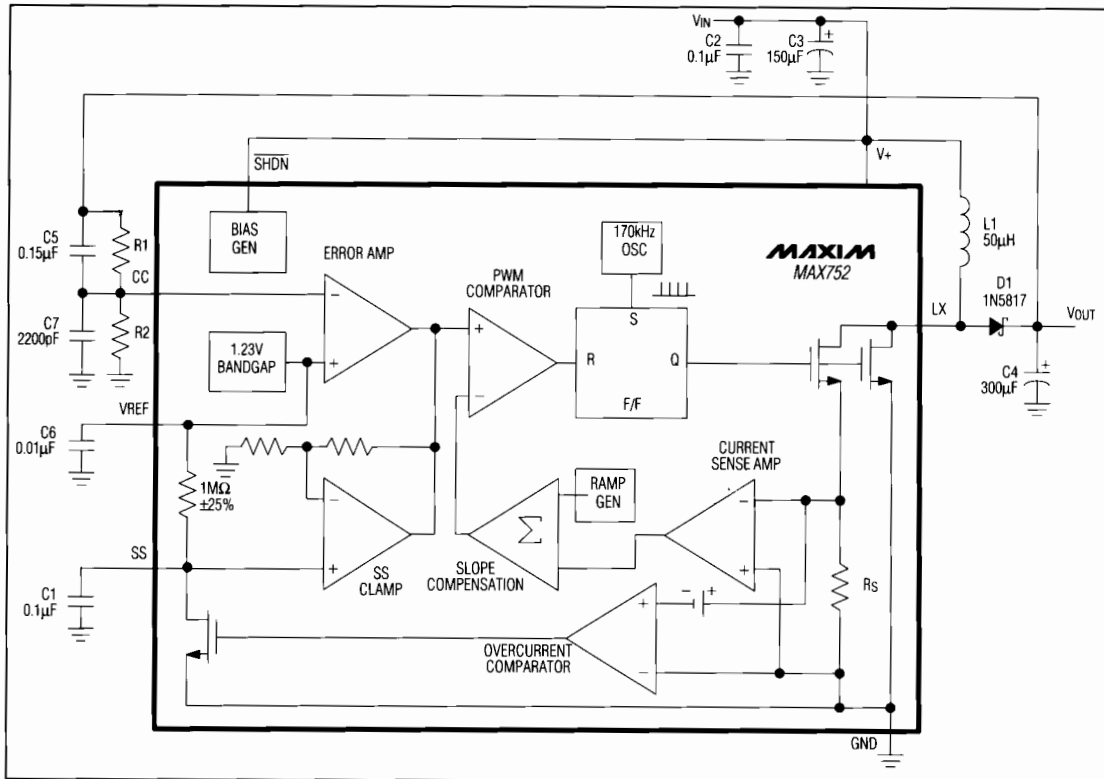 VIN
C2
0.1µF
C3
150µF
+
SHDN
V+
BIAS
GEN
170kHz
OSC
MAXIM
MAX752
L1
50µH
C5
0.15µF
R1
CC
ERROR AMP
PWM
COMPARATOR
D1
1N5817
LX
VOUT
C7
2200pF
R2
−
+
1.23V
BANDGAP
+
−
S
R
Q
F/F
+
C4
300µF
VREF
C6
0.01µF
1MΩ
±25%
RAMP
GEN
CURRENT
SENSE AMP
−
+
Σ
−
+
SS
SS
CLAMP
SLOPE
COMPENSATION
RS
C1
0.1µF
− +
+
−
OVERCURRENT
COMPARATOR
GND